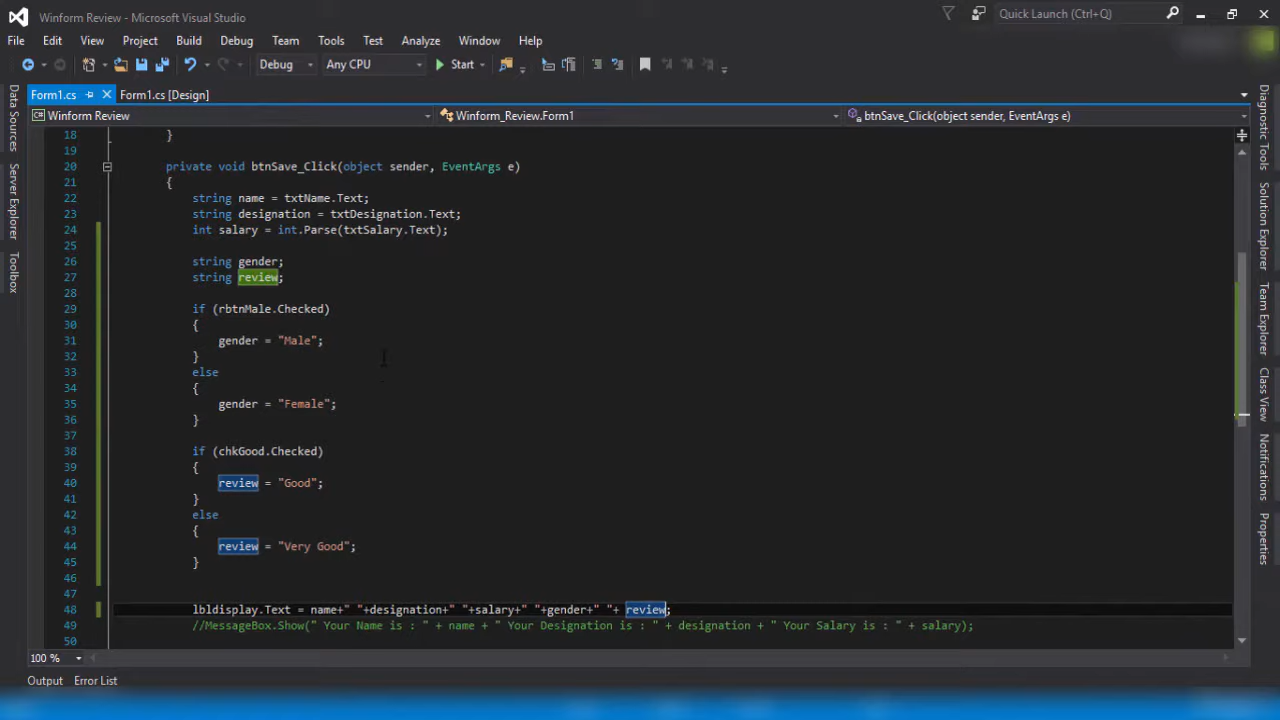 Winform Review - Microsoft Visual Studio
Quick Launch (Ctrl+Q)
File Edit View Project Build Debug Team Tools Test Analyze Window Help
Debug Any CPU Start
Form1.cs Form1.cs [Design]
Winform Review Winform_Review.Form1 btnSave_Click(object sender, EventArgs e)
Data Sources
Server Explorer
Toolbox
18 }
19
20 private void btnSave_Click(object sender, EventArgs e)
21 {
22 string name = txtName.Text;
23 string designation = txtDesignation.Text;
24 int salary = int.Parse(txtSalary.Text);
25
26 string gender;
27 string review;
28
29 if (rbtnMale.Checked)
30 {
31 gender = "Male";
32 }
33 else
34 {
35 gender = "Female";
36 }
37
38 if (chkGood.Checked)
39 {
40 review = "Good";
41 }
42 else
43 {
44 review = "Very Good";
45 }
46
47
48 lbldisplay.Text = name+" "+designation+" "+salary+" "+gender+" "+ review;
49 //MessageBox.Show(" Your Name is : " + name + " Your Designation is : " + designation + " Your Salary is : " + salary);
50
Diagnostic Tools
Solution Explorer
Team Explorer
Class View
Notifications
Properties
100 %
Output Error List